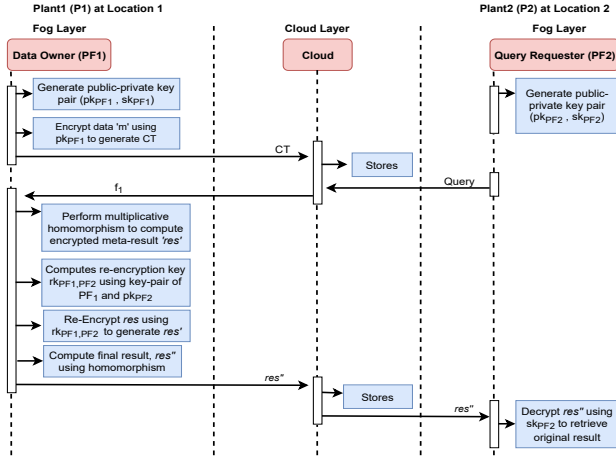 Plant1 (P1) at Location 1
Plant2 (P2) at Location 2
Fog Layer
Cloud Layer
Fog Layer
Data Owner (PF1)
Cloud
Query Requester (PF2)
Generate public-private key
pair (pkPF1 , skPF1)
Generate public-
private key pair
(pkPF2 , skPF2)
Encrypt data 'm' using
pkPF1 to generate CT
CT
Stores
Query
f1
Perform multiplicative
homomorphism to compute
encrypted meta-result 'res'
Computes re-encryption key
rkPF1,PF2 using key-pair of
PF1 and pkPF2
Re-Encrypt res using
rkPF1,PF2 to generate res'
Compute final result, res"
using homomorphism
res"
Stores
res"
Decrypt res" using
skPF2 to retrieve
original result